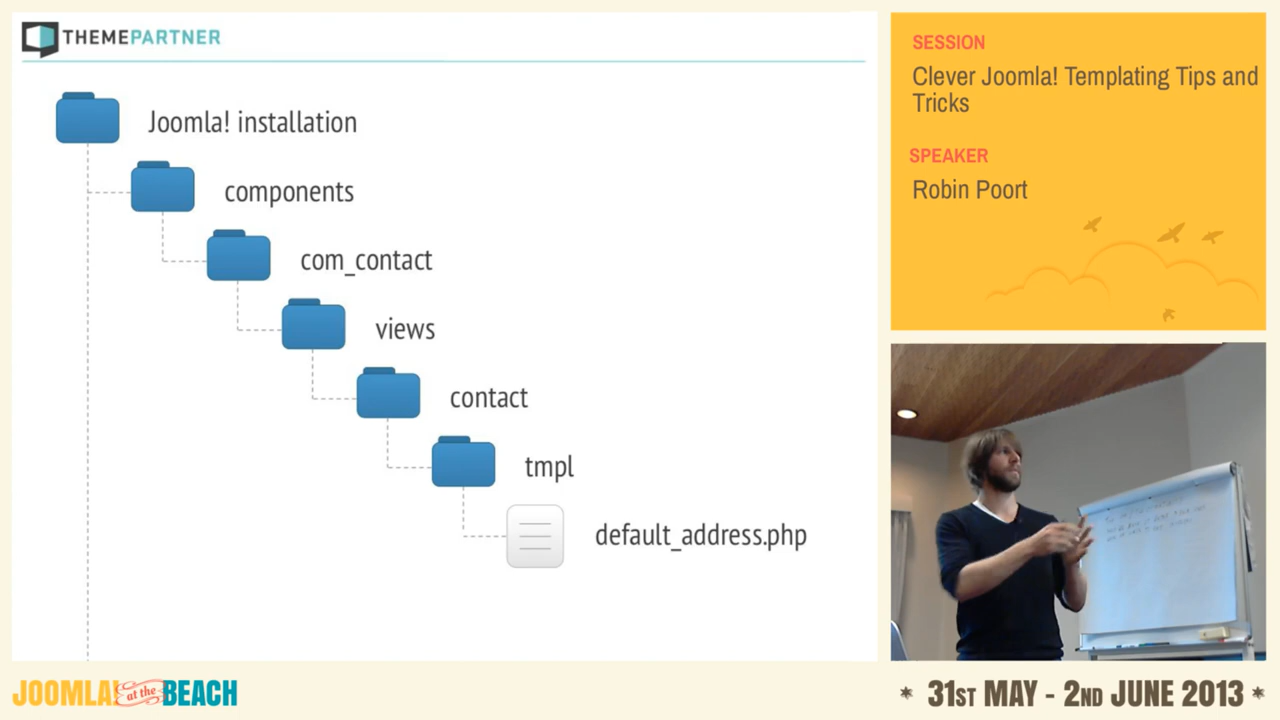 THEMEPARTNER
Joomla! installation
components
com_contact
views
contact
tmpl
default_address.php
SESSION
Clever Joomla! Templating Tips and
Tricks
SPEAKER
Robin Poort
JOOMLA! at the BEACH
* 31ST MAY - 2ND JUNE 2013 *